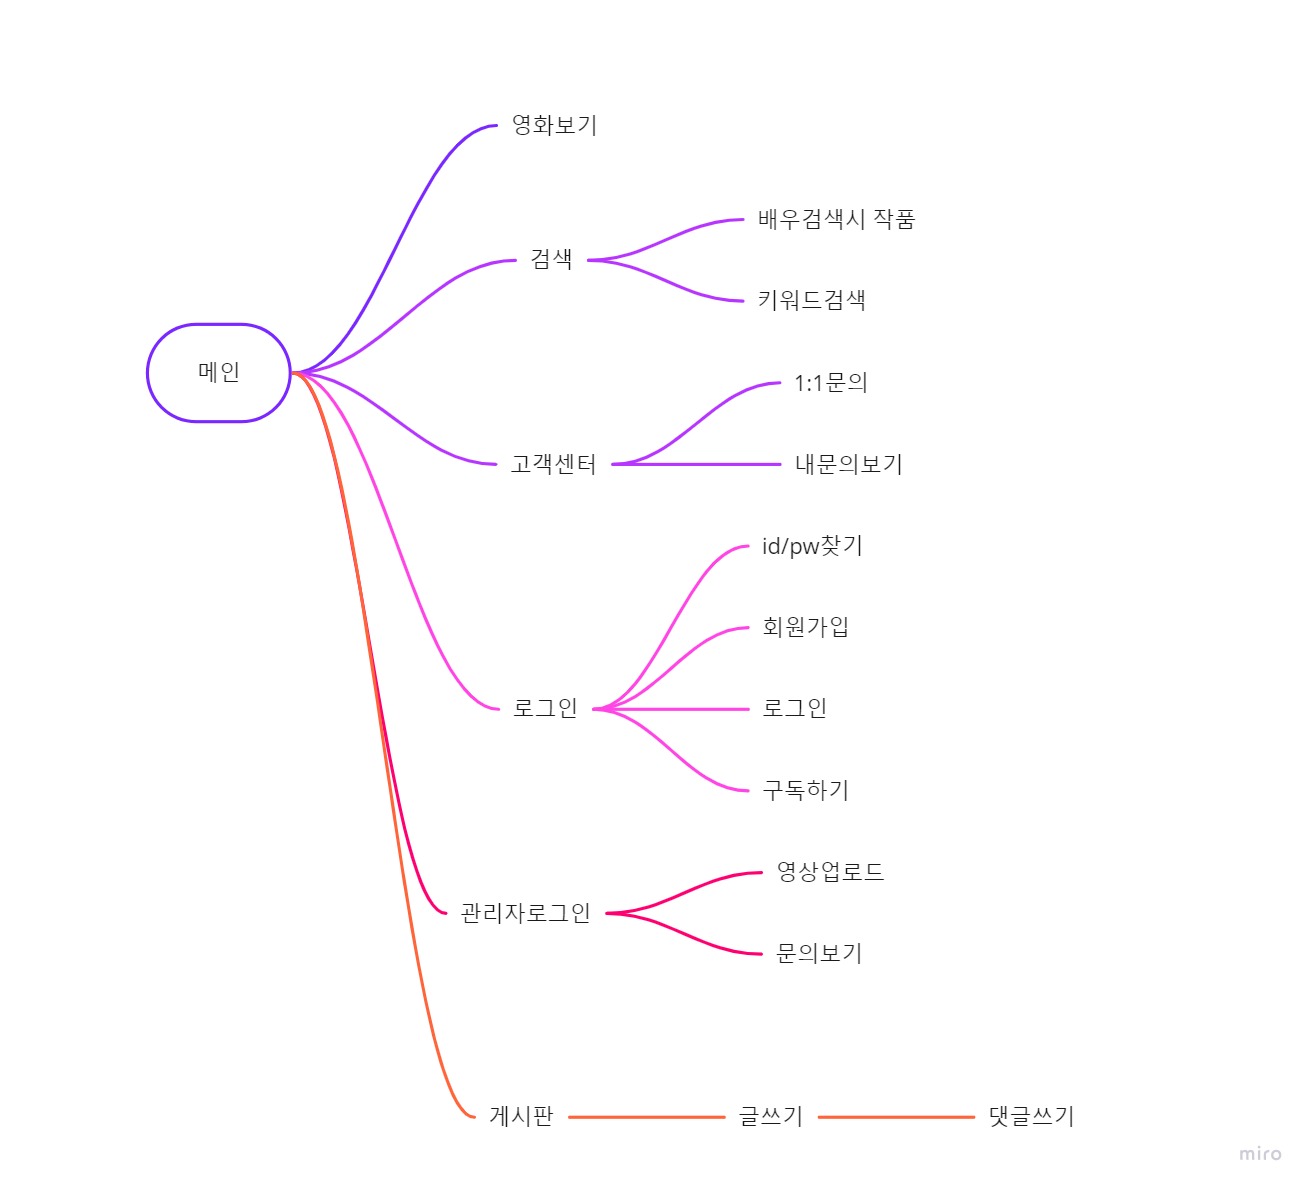 영화보기
배우검색시 작품
검색
키워드검색
메인
1:1문의
고객센터
내문의보기
id/pw찾기
회원가입
로그인
로그인
구독하기
영상업로드
관리자로그인
문의보기
게시판
글쓰기
댓글쓰기
miro